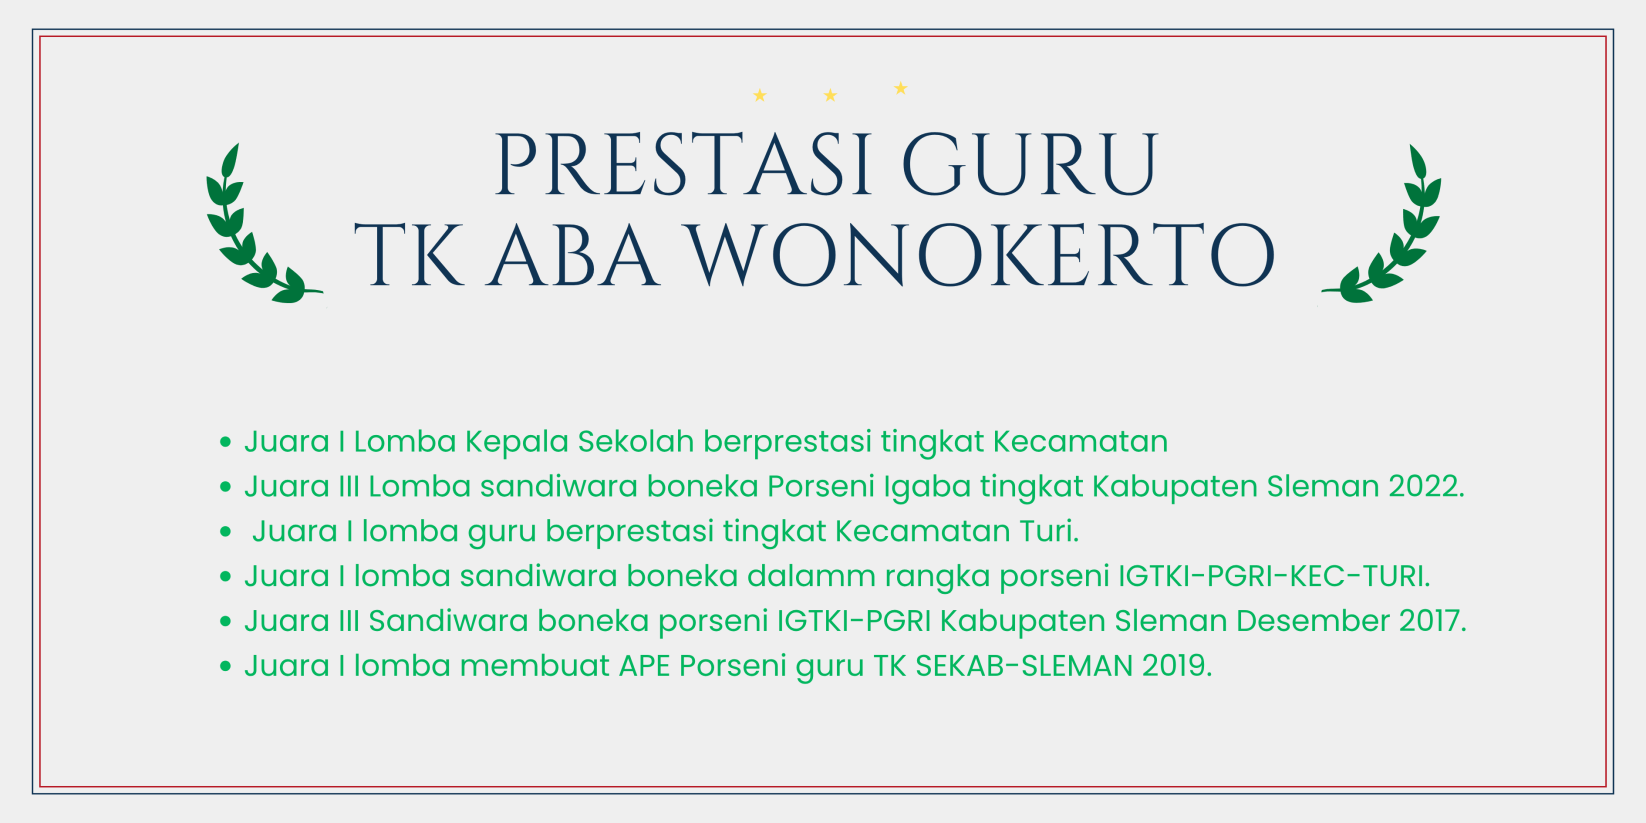 PRESTASI GURU
TK ABA WONOKERTO
• Juara I Lomba Kepala Sekolah berprestasi tingkat Kecamatan
• Juara III Lomba sandiwara boneka Porseni Igaba tingkat Kabupaten Sleman 2022.
• Juara I lomba guru berprestasi tingkat Kecamatan Turi.
• Juara I lomba sandiwara boneka dalamm rangka porseni IGTKI-PGRI-KEC-TURI.
• Juara III Sandiwara boneka porseni IGTKI-PGRI Kabupaten Sleman Desember 2017.
• Juara I lomba membuat APE Porseni guru TK SEKAB-SLEMAN 2019.